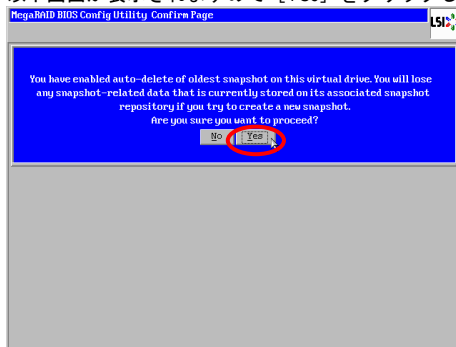 MegaRAID BIOS Config Utility Confirm Page
LSI
You have enabled auto-delete of oldest snapshot on this virtual drive. You will lose
any snapshot-related data that is currently stored on its associated snapshot
repository if you try to create a new snapshot.
Are you sure you want to proceed?
No Yes